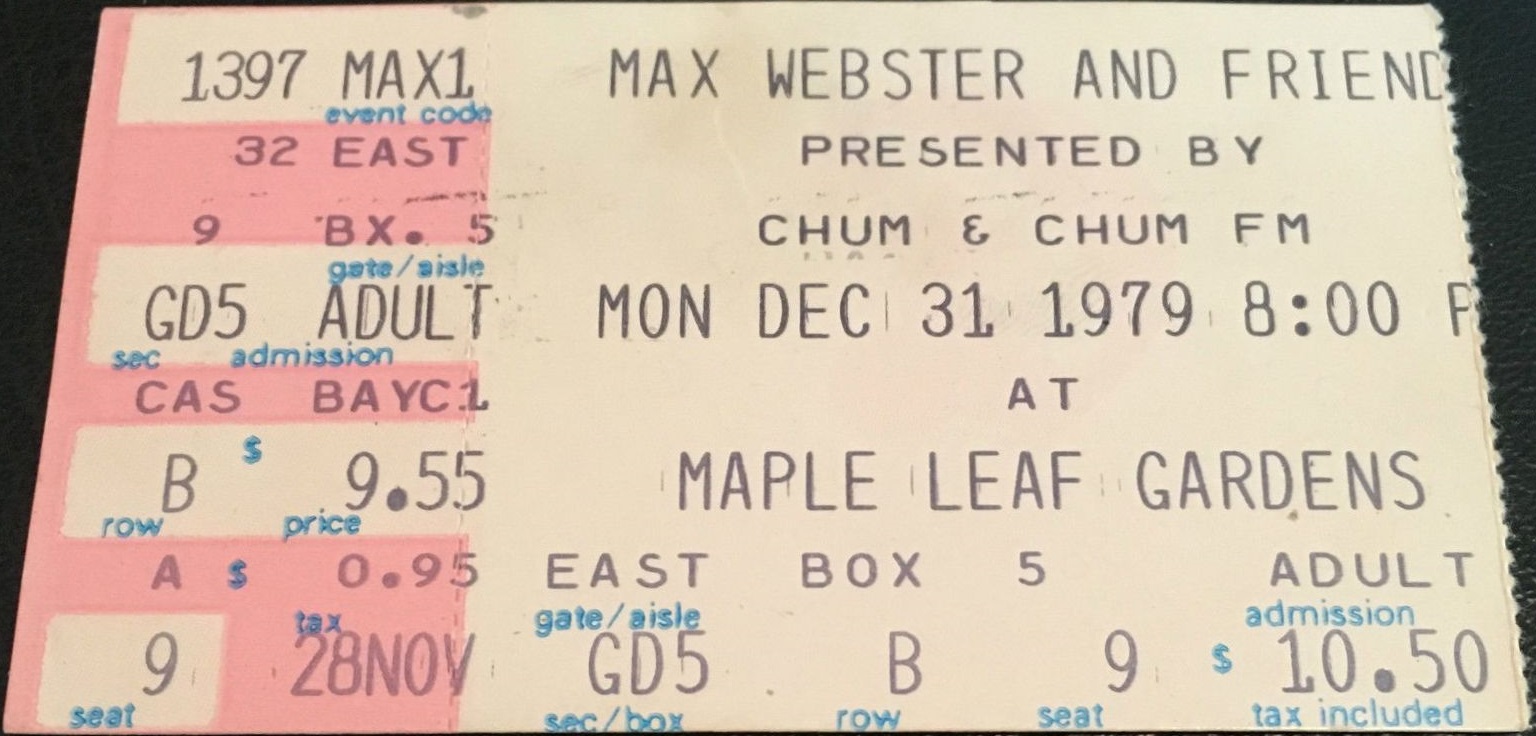 1397 MAX1
event code
32 EAST
9 BX. 5
gate/aisle
GD5 ADULT
sec admission
CAS BAYC1
B $ 9.55
row price
A $ 0.95
tax
9 28NOV
seat
MAX WEBSTER AND FRIEND
PRESENTED BY
CHUM & CHUM FM
MON DEC 31 1979 8:00 P
AT
MAPLE LEAF GARDENS
EAST BOX 5 ADULT
gate/aisle admission
GD5 B 9 $ 10.50
sec/box row seat tax included